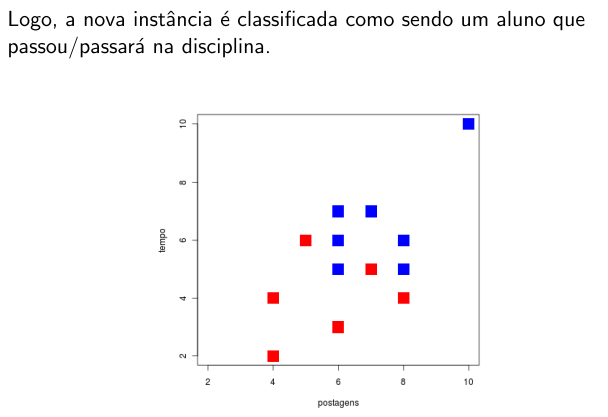 Logo, a nova instância é classificada como sendo um aluno que
passou/passará na disciplina.
10
8
6
4
2
tempo
2 4 6 8 10
postagens